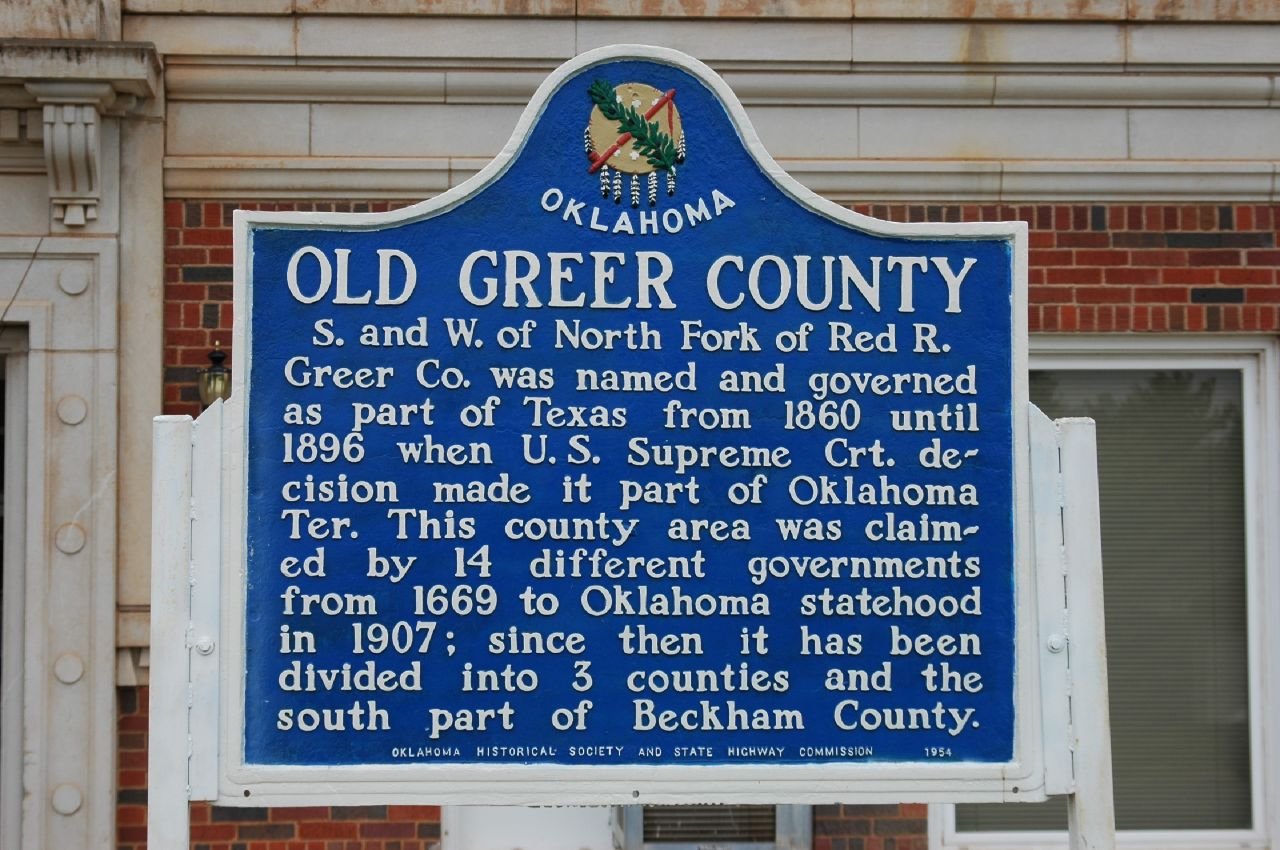 OKLAHOMA
OLD GREER COUNTY
S. and W. of North Fork of Red R.
Greer Co. was named and governed
as part of Texas from 1860 until
1896 when U.S. Supreme Crt. de-
cision made it part of Oklahoma
Ter. This county area was claim-
ed by 14 different governments
from 1669 to Oklahoma statehood
in 1907; since then it has been
divided into 3 counties and the
south part of Beckham County.
OKLAHOMA HISTORICAL SOCIETY AND STATE HIGHWAY COMMISSION 1954